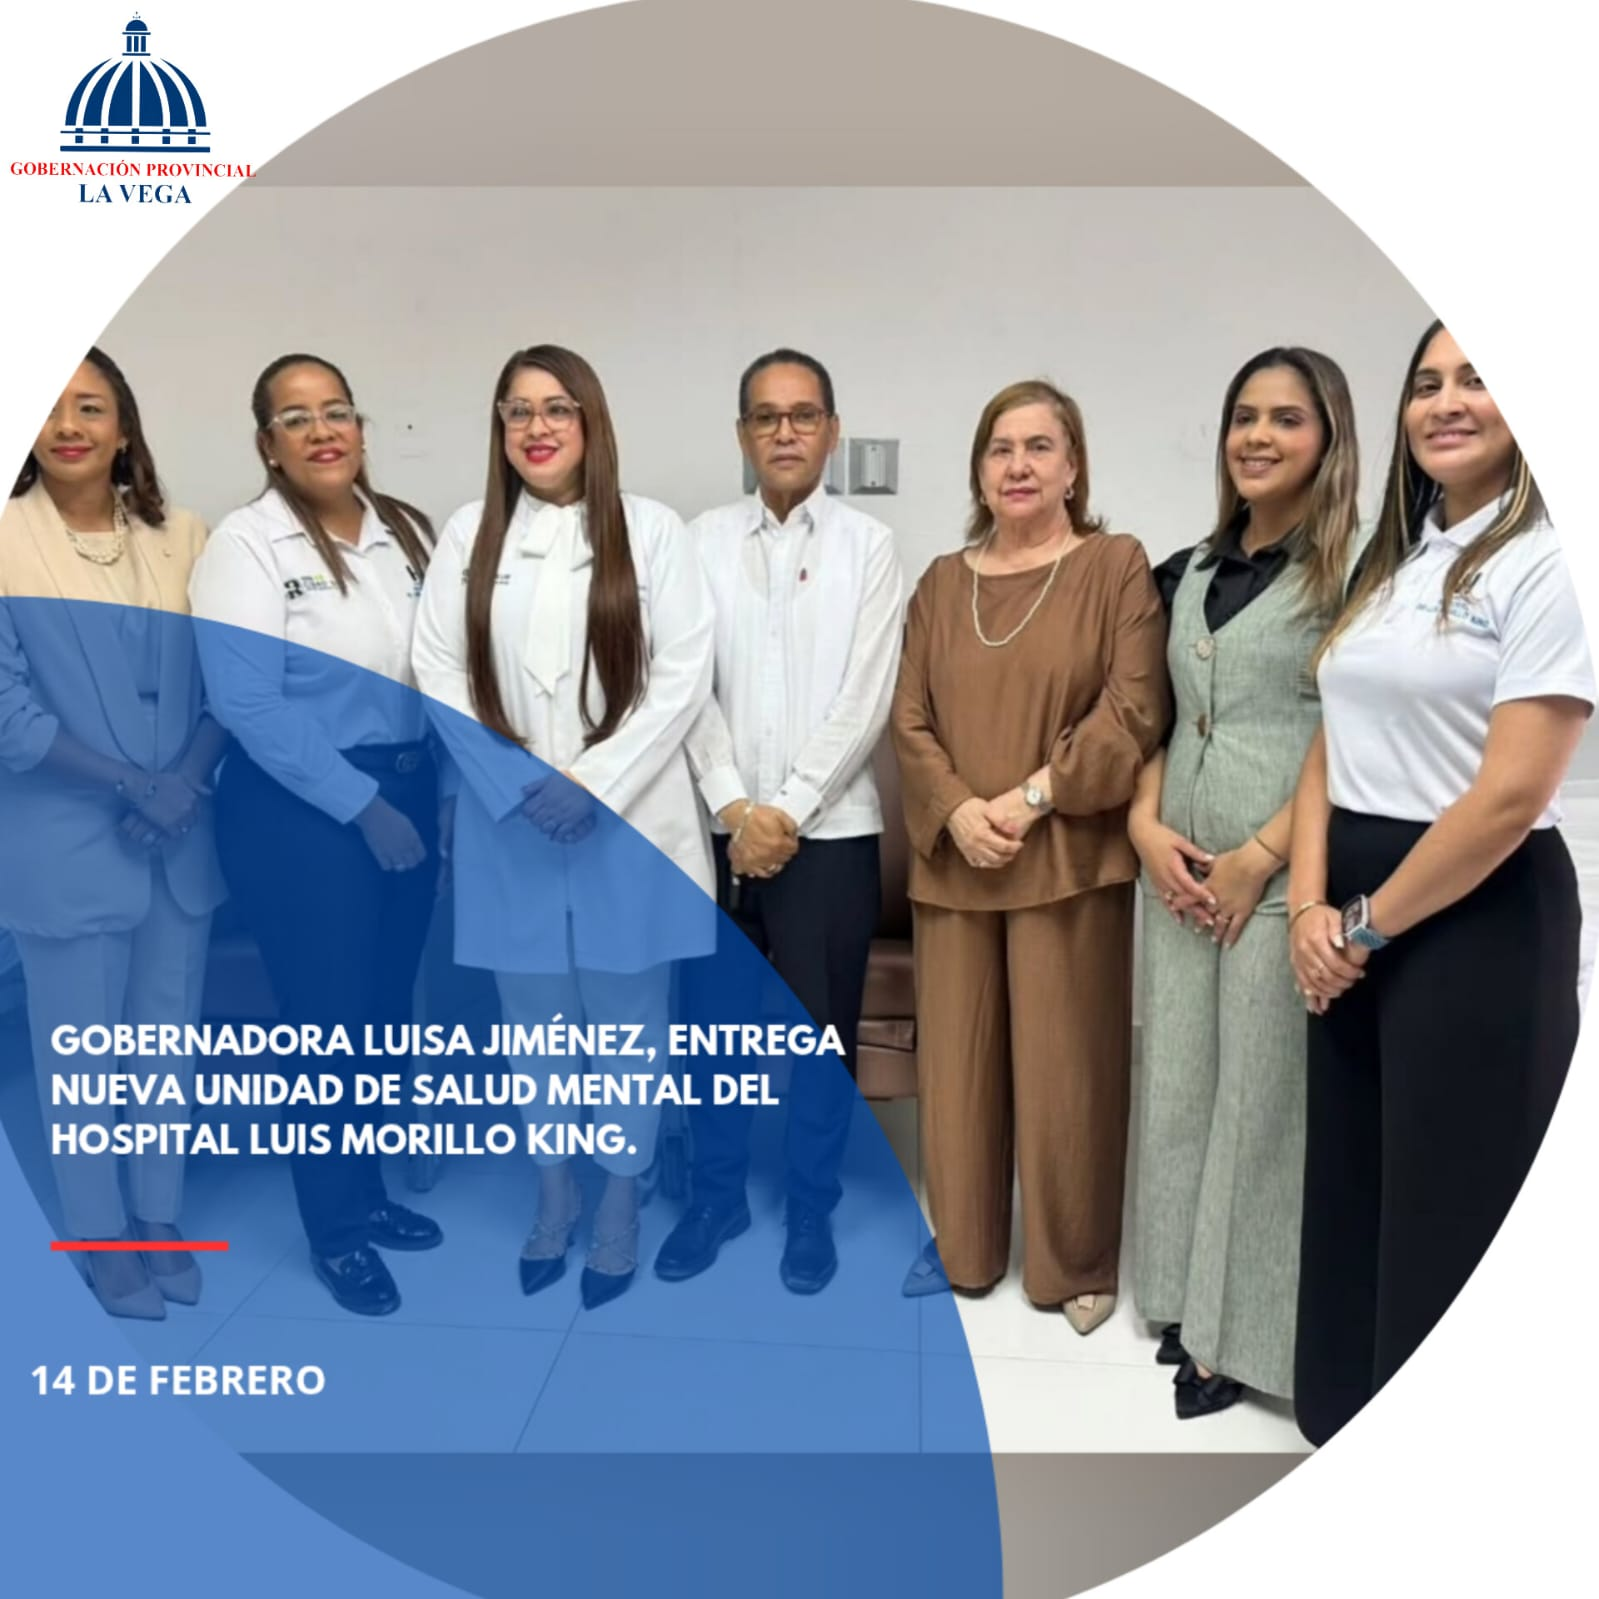 GOBERNACIÓN PROVINCIAL
LA VEGA
GOBERNADORA LUISA JIMÉNEZ, ENTREGA
NUEVA UNIDAD DE SALUD MENTAL DEL
HOSPITAL LUIS MORILLO KING.
14 DE FEBRERO